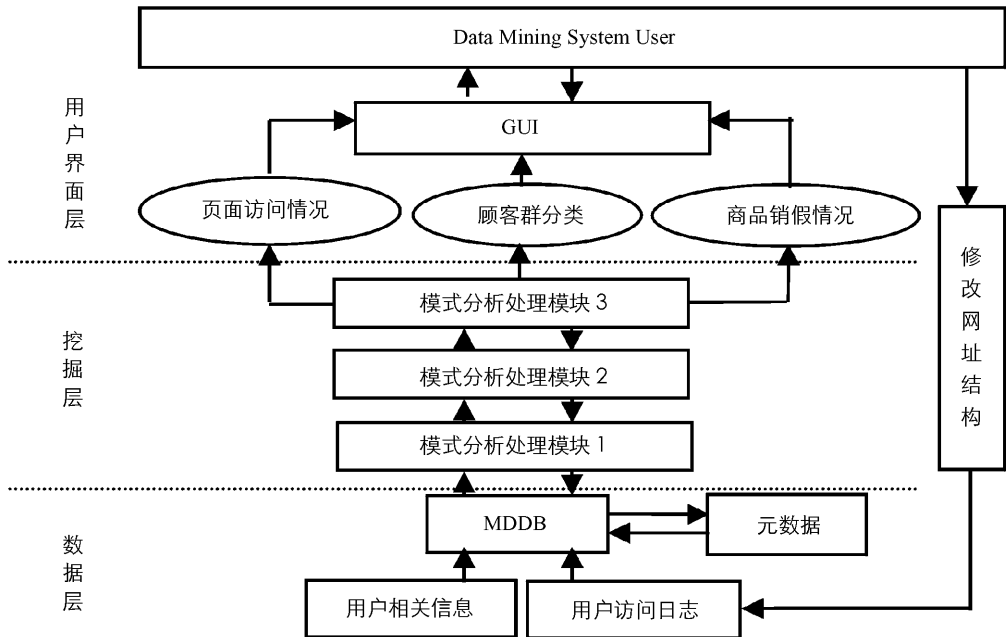 Data Mining System User
用户界面层
GUI
页面访问情况
顾客群分类
商品销假情况
修改网址结构
挖掘层
模式分析处理模块 3
模式分析处理模块 2
模式分析处理模块 1
数据层
MDDB
元数据
用户相关信息
用户访问日志